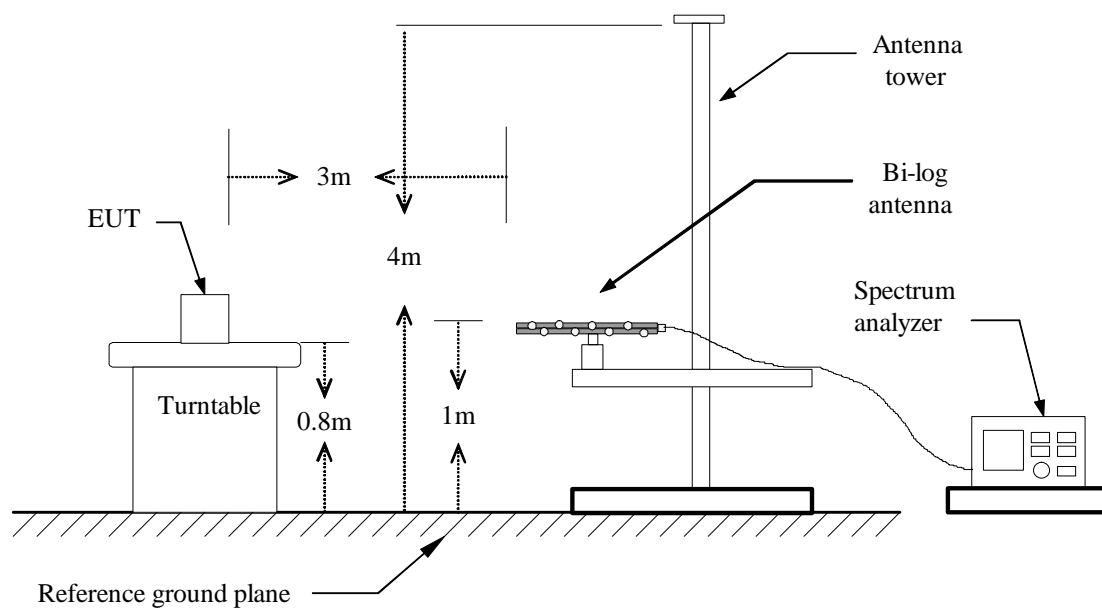 Antenna
tower
3m
Bi-log
antenna
EUT
4m
Spectrum
analyzer
Turntable
0.8m
1m
Reference ground plane